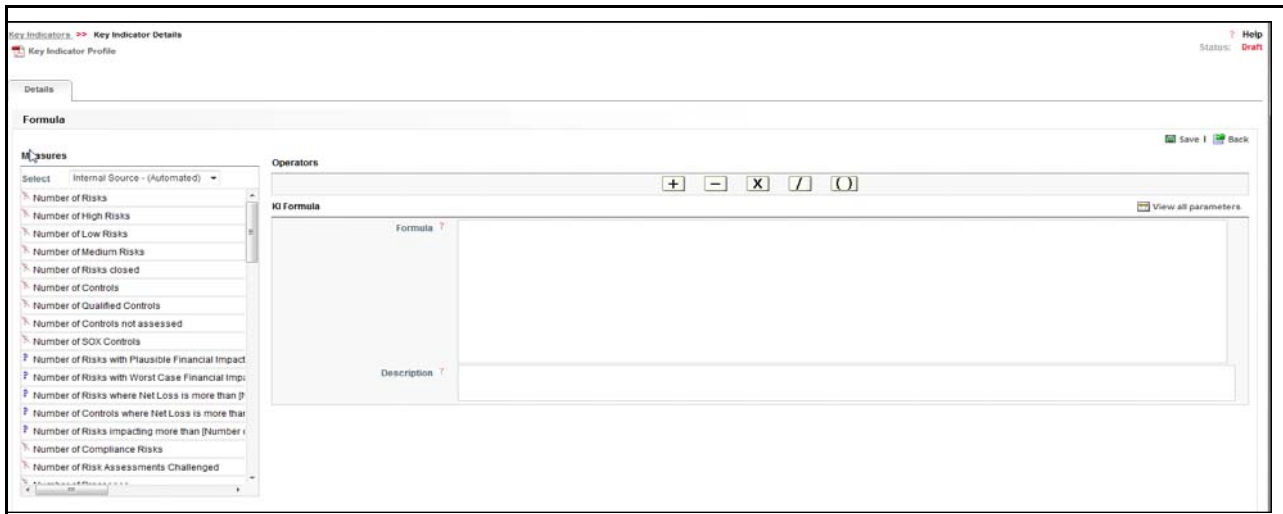 Key Indicators >> Key Indicator Details
? Help
Key Indicator Profile
Status: Draft
Details
Formula
Save | Back
Measures
Operators
Select Internal Source - (Automated)
+ - X / ()
Number of Risks
KI Formula
View all parameters
Number of High Risks
Formula ?
Number of Low Risks
Number of Medium Risks
Number of Risks closed
Number of Controls
Number of Qualified Controls
Number of Controls not assessed
Number of SOX Controls
? Number of Risks with Plausible Financial Impact
Description ?
? Number of Risks with Worst Case Financial Impa
? Number of Risks where Net Loss is more than
? Number of Controls where Net Loss is more than
? Number of Risks impacting more than [Number
Number of Compliance Risks
Number of Risk Assessments Challenged